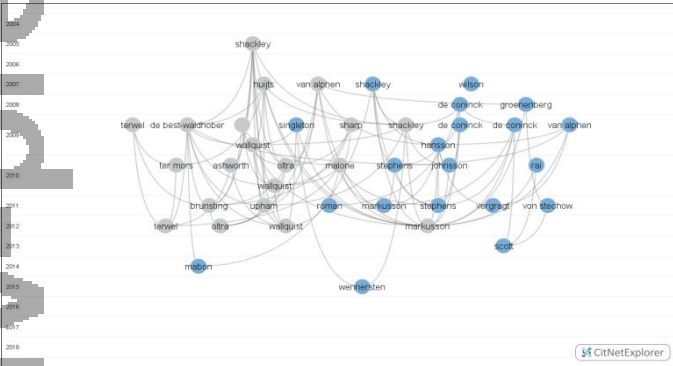 2004
2005
shackley
2006
2007
huijts van alphen shackley wilson
2008
de coninck groenenberg
2009
terwel de best-waldhober singleton sharp shackley de coninck de coninck van alphen
wallquist hansson
2010
ter mors ashworth oltra malone stephens johnsson rai
wallquist
2011
brunsting upham roman markusson stephens vergragt von stechow
2012
terwel oltra wallquist markusson
2013
scott
2014
mabon
2015
wennersten
2016
2017
2018
CitNetExplorer